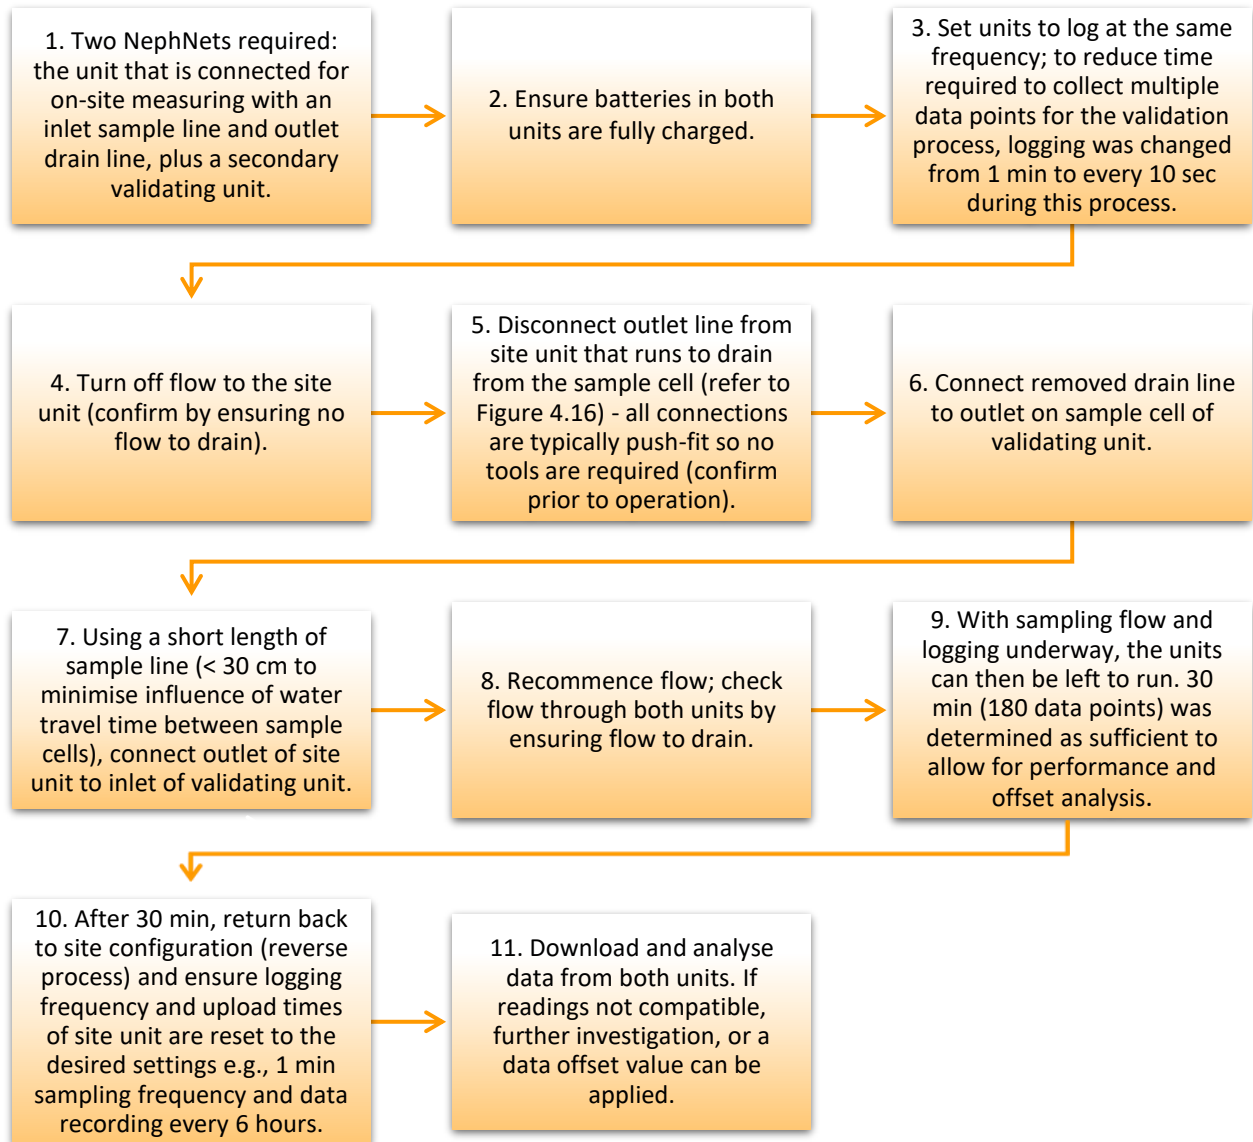 1. Two NephNets required:
the unit that is connected for
on-site measuring with an
inlet sample line and outlet
drain line, plus a secondary
validating unit.
2. Ensure batteries in both
units are fully charged.
3. Set units to log at the same
frequency; to reduce time
required to collect multiple
data points for the validation
process, logging was changed
from 1 min to every 10 sec
during this process.
4. Turn off flow to the site
unit (confirm by ensuring no
flow to drain).
5. Disconnect outlet line from
site unit that runs to drain
from the sample cell (refer to
Figure 4.16) - all connections
are typically push-fit so no
tools are required (confirm
prior to operation).
6. Connect removed drain line
to outlet on sample cell of
validating unit.
7. Using a short length of
sample line (< 30 cm to
minimise influence of water
travel time between sample
cells), connect outlet of site
unit to inlet of validating unit.
8. Recommence flow; check
flow through both units by
ensuring flow to drain.
9. With sampling flow and
logging underway, the units
can then be left to run. 30
min (180 data points) was
determined as sufficient to
allow for performance and
offset analysis.
10. After 30 min, return back
to site configuration (reverse
process) and ensure logging
frequency and upload times
of site unit are reset to the
desired settings e.g., 1 min
sampling frequency and data
recording every 6 hours.
11. Download and analyse
data from both units. If
readings not compatible,
further investigation, or a
data offset value can be
applied.